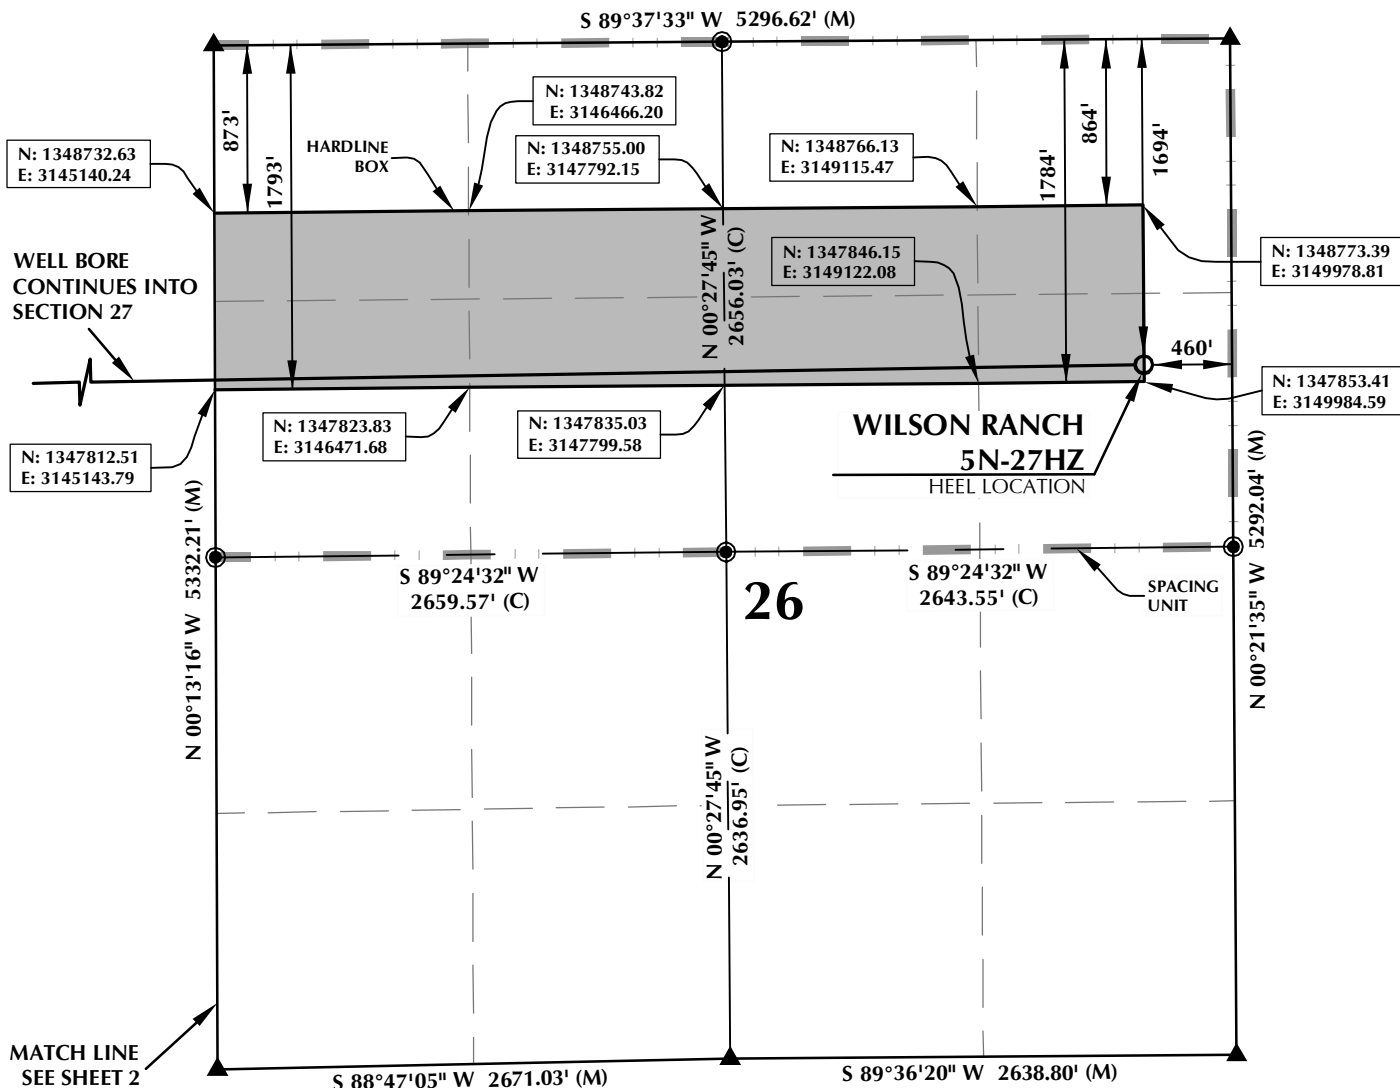 S 89°37'33" W 5296.62' (M)
873'
1793'
1784'
864'
1694'
N: 1348743.82
E: 3146466.20
HARDLINE
BOX
N: 1348755.00
E: 3147792.15
N: 1348766.13
E: 3149115.47
N: 1348732.63
E: 3145140.24
N 00°27'45" W
2656.03' (C)
N: 1347846.15
E: 3149122.08
N: 1348773.39
E: 3149978.81
WELL BORE
CONTINUES INTO
SECTION 27
460'
N: 1347853.41
E: 3149984.59
N: 1347823.83
E: 3146471.68
N: 1347835.03
E: 3147799.58
WILSON RANCH
5N-27HZ
HEEL LOCATION
N: 1347812.51
E: 3145143.79
N 00°13'16" W 5332.21' (M)
N 00°21'35" W 5292.04' (M)
S 89°24'32" W
2659.57' (C)
S 89°24'32" W
2643.55' (C)
26
SPACING
UNIT
N 00°27'45" W
2636.95' (C)
MATCH LINE
SEE SHEET 2
S 88°47'05" W 2671.03' (M)
S 89°36'20" W 2638.80' (M)